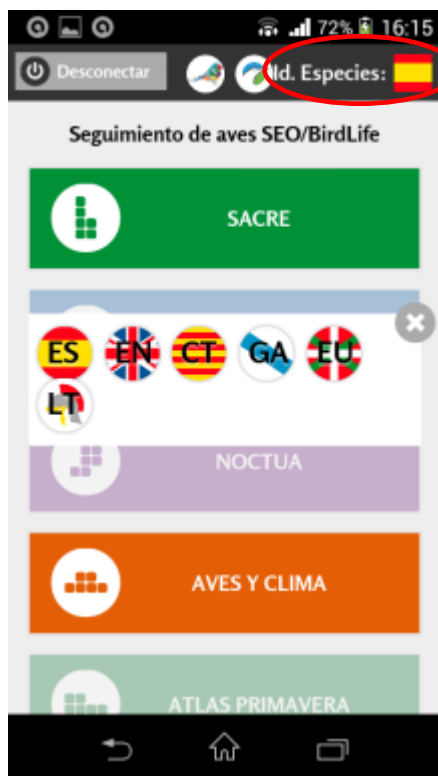 72% 16:15
Desconectar
Id. Especies:
Seguimiento de aves SEO/BirdLife
SACRE
ES EN CT GA EU
LT
NOCTUA
AVES Y CLIMA
ATLAS PRIMAVERA